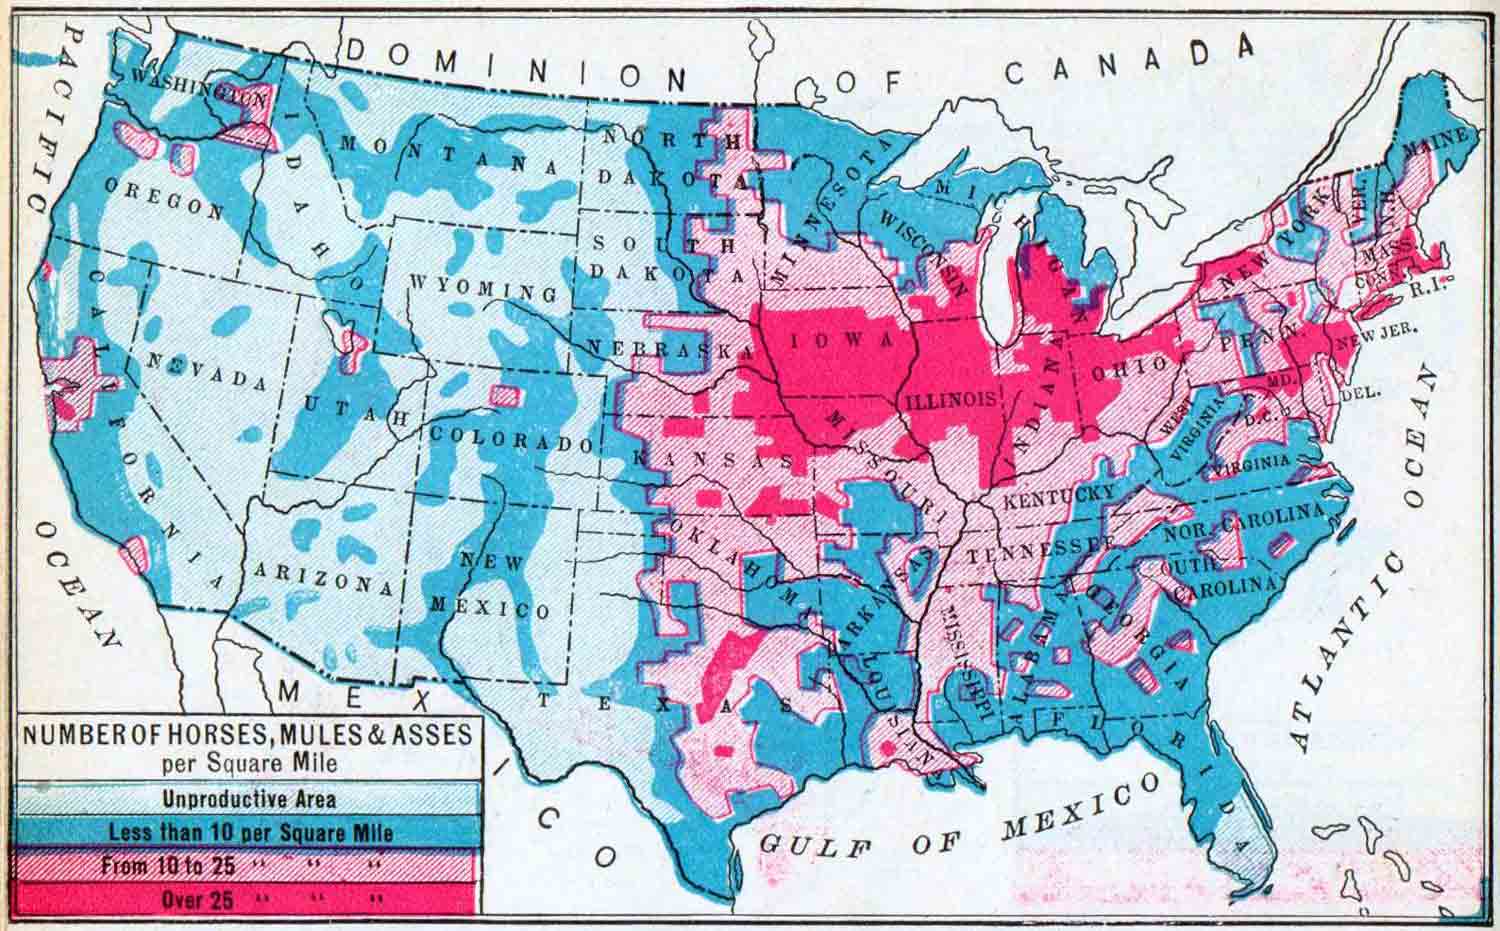 DOMINION OF CANADA
PACIFIC
OCEAN
WASHINGTON
OREGON
CALIFORNIA
IDAHO
NEVADA
MONTANA
WYOMING
UTAH
COLORADO
ARIZONA
NEW
MEXICO
NORTH
DAKOTA
SOUTH
DAKOTA
NEBRASKA
KANSAS
OKLAHOMA
TEXAS
MINNESOTA
IOWA
MISSOURI
ARKANSAS
LOUISIANA
WISCONSIN
ILLINOIS
MICHIGAN
INDIANA
OHIO
KENTUCKY
TENNESSEE
MISSISSIPPI
ALABAMA
GEORGIA
FLORIDA
SOUTH
CAROLINA
NOR. CAROLINA
VIRGINIA
WEST
VIRGINIA
D.C.
MD.
DEL.
PENN.
NEW JER.
NEW YORK
CONN.
R.I.
MASS.
VER.
N.H.
MAINE
ATLANTIC OCEAN
GULF OF MEXICO
MEXICO
NUMBER OF HORSES, MULES & ASSES
per Square Mile
Unproductive Area
Less than 10 per Square Mile
From 10 to 25 " " "
Over 25 " " "